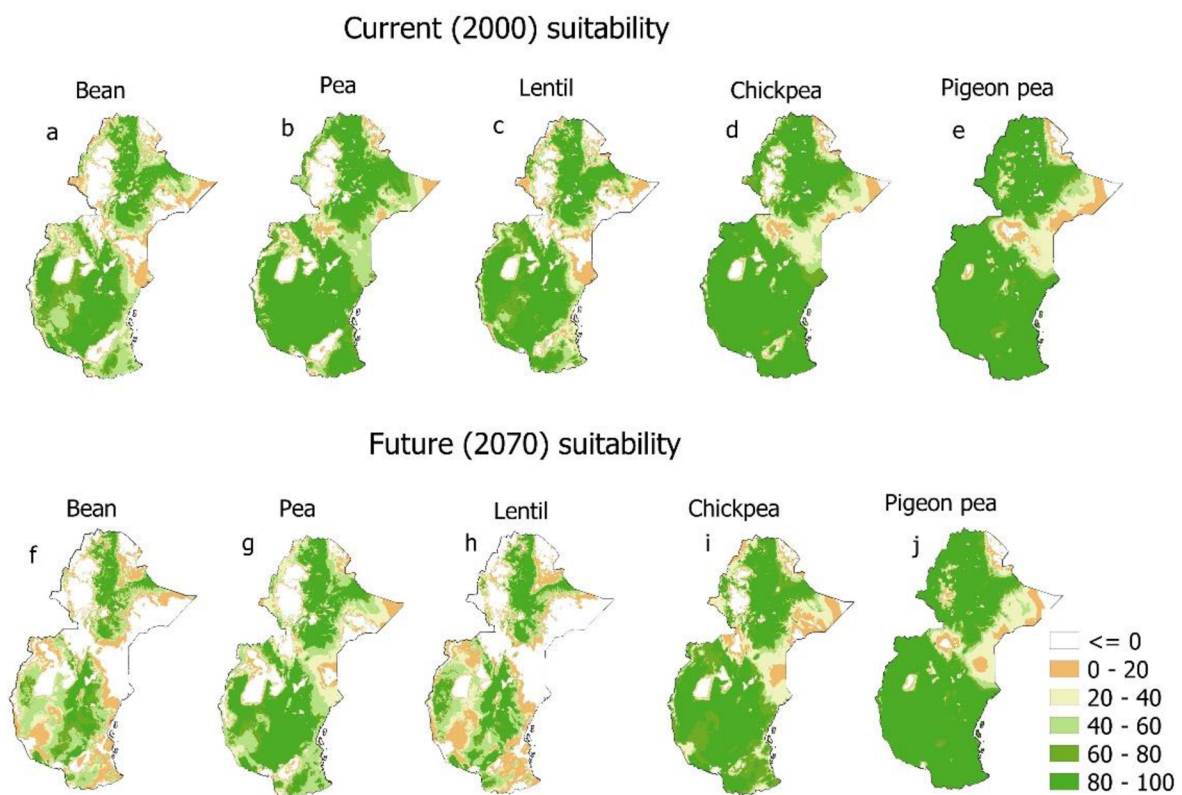 Current (2000) suitability
Bean
Pea
Lentil
Chickpea
Pigeon pea
a
b
c
d
e
Future (2070) suitability
Bean
Pea
Lentil
Chickpea
Pigeon pea
f
g
h
i
j
<= 0
0 - 20
20 - 40
40 - 60
60 - 80
80 - 100